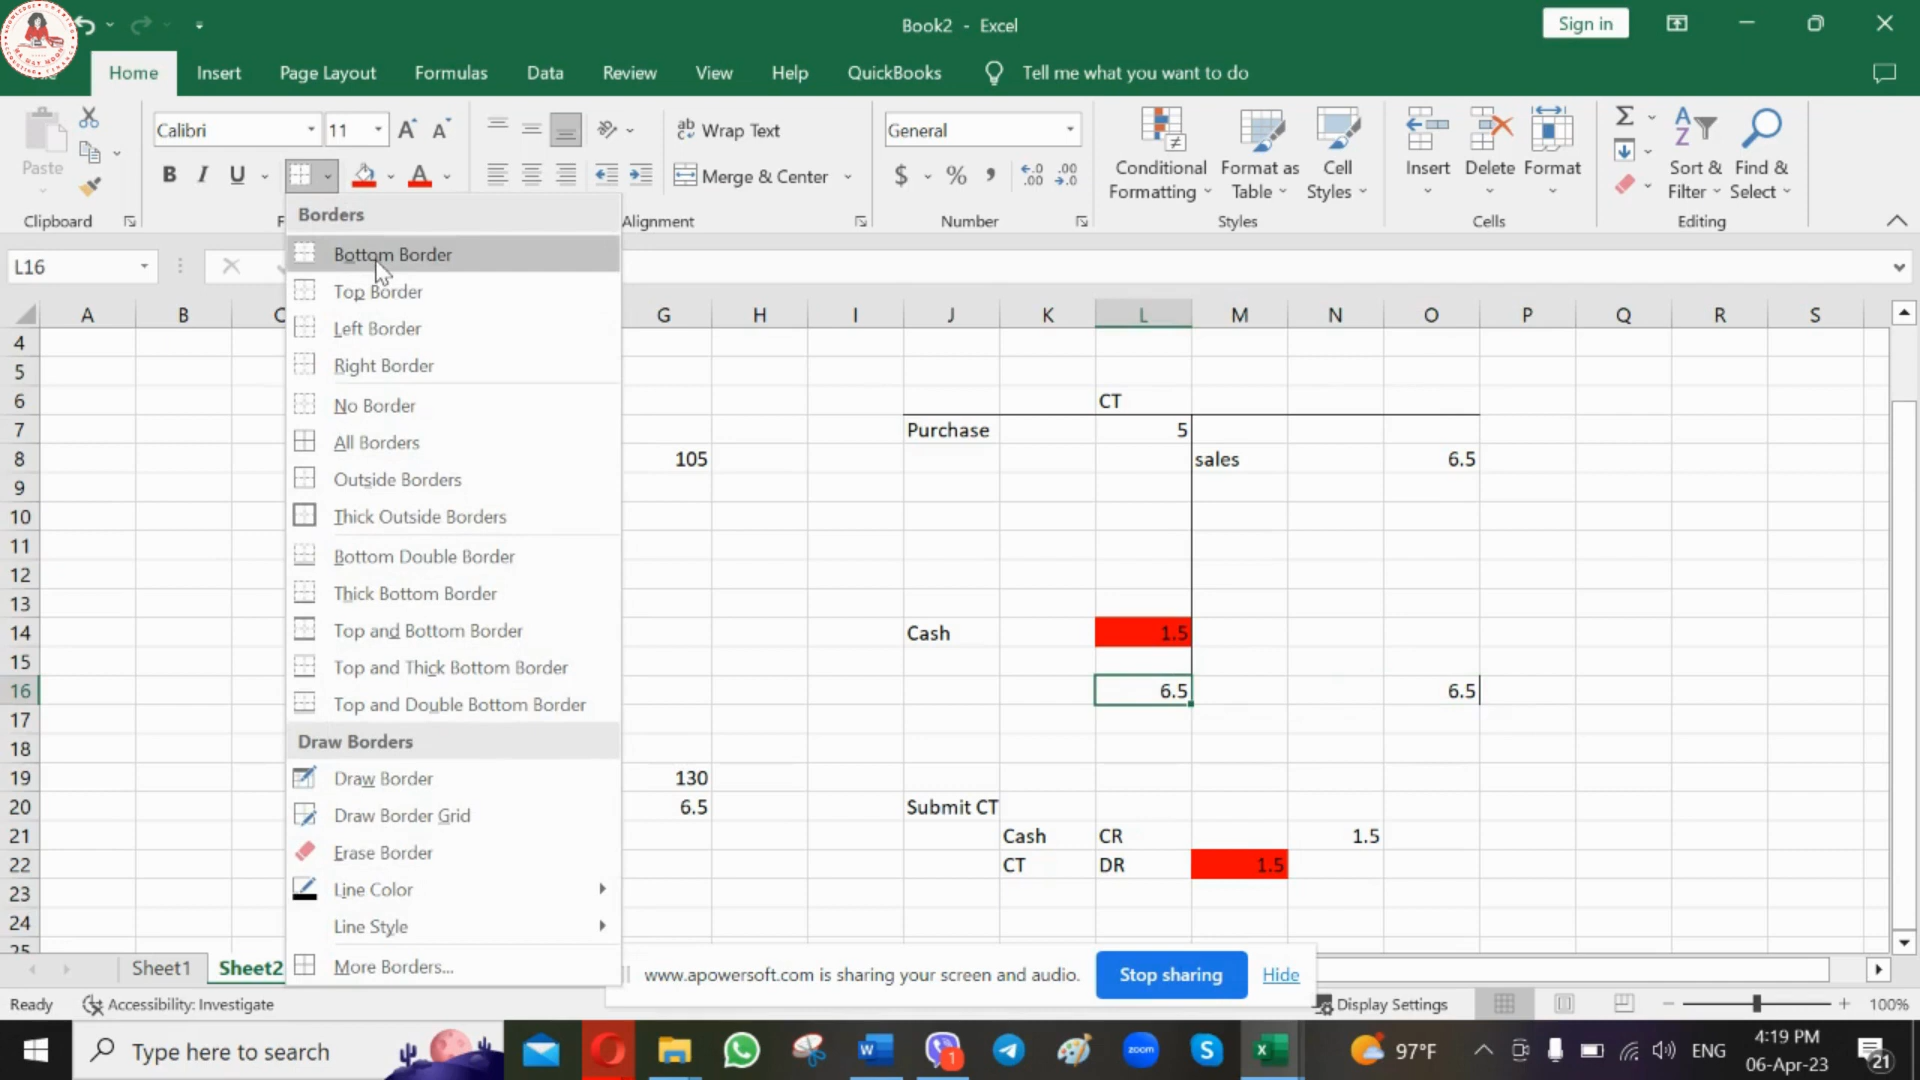 Book2 - Excel
Sign in
Home Insert Page Layout Formulas Data Review View Help QuickBooks Tell me what you want to do
Paste
Calibri 11
Wrap Text
General
B I U
Merge & Center
$ % ,
Conditional Formatting
Format as Table
Cell Styles
Insert
Delete
Format
Sort & Filter
Find & Select
Clipboard
Alignment
Number
Styles
Cells
Editing
L16
Borders
Bottom Border
Top Border
Left Border
Right Border
No Border
All Borders
Outside Borders
Thick Outside Borders
Bottom Double Border
Thick Bottom Border
Top and Bottom Border
Top and Thick Bottom Border
Top and Double Bottom Border
Draw Borders
Draw Border
Draw Border Grid
Erase Border
Line Color
Line Style
More Borders...
A B C G H I J K L M N O P Q R S
4
5
6 CT
7 Purchase 5
8 105 sales 6.5
9
10
11
12
13
14 Cash 1.5
15
16 6.5 6.5
17
18
19 130
20 6.5 Submit CT
21 Cash CR 1.5
22 CT DR 1.5
23
24
25
Sheet1 Sheet2
www.apowersoft.com is sharing your screen and audio. Stop sharing Hide
Ready Accessibility: Investigate Display Settings 100%
Type here to search
zoom
1
97°F ENG
4:19 PM
06-Apr-23
21